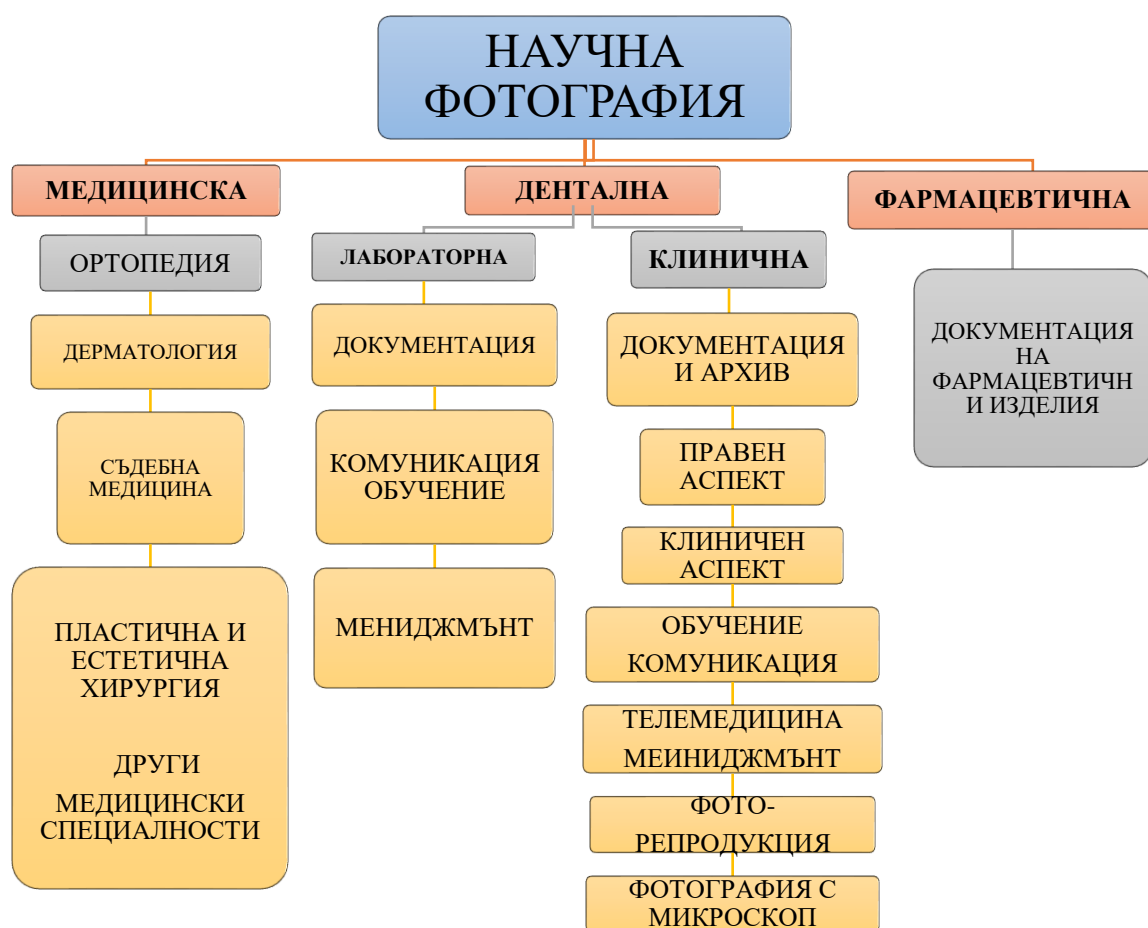 НАУЧНА
ФОТОГРАФИЯ
МЕДИЦИНСКА
ОРТОПЕДИЯ
ДЕРМАТОЛОГИЯ
СЪДЕБНА
МЕДИЦИНА
ПЛАСТИЧНА И
ЕСТЕТИЧНА
ХИРУРГИЯ
ДРУГИ
МЕДИЦИНСКИ
СПЕЦИАЛНОСТИ
ДЕНТАЛНА
ЛАБОРАТОРНА
ДОКУМЕНТАЦИЯ
КОМУНИКАЦИЯ
ОБУЧЕНИЕ
МЕНИДЖМЪНТ
КЛИНИЧНА
ДОКУМЕНТАЦИЯ
И АРХИВ
ПРАВЕН
АСПЕКТ
КЛИНИЧЕН
АСПЕКТ
ОБУЧЕНИЕ
КОМУНИКАЦИЯ
ТЕЛЕМЕДИЦИНА
МЕИНИДЖМЪНТ
ФОТО-
РЕПРОДУКЦИЯ
ФОТОГРАФИЯ С
МИКРОСКОП
ФАРМАЦЕВТИЧНА
ДОКУМЕНТАЦИЯ
НА
ФАРМАЦЕВТИЧН
И ИЗДЕЛИЯ